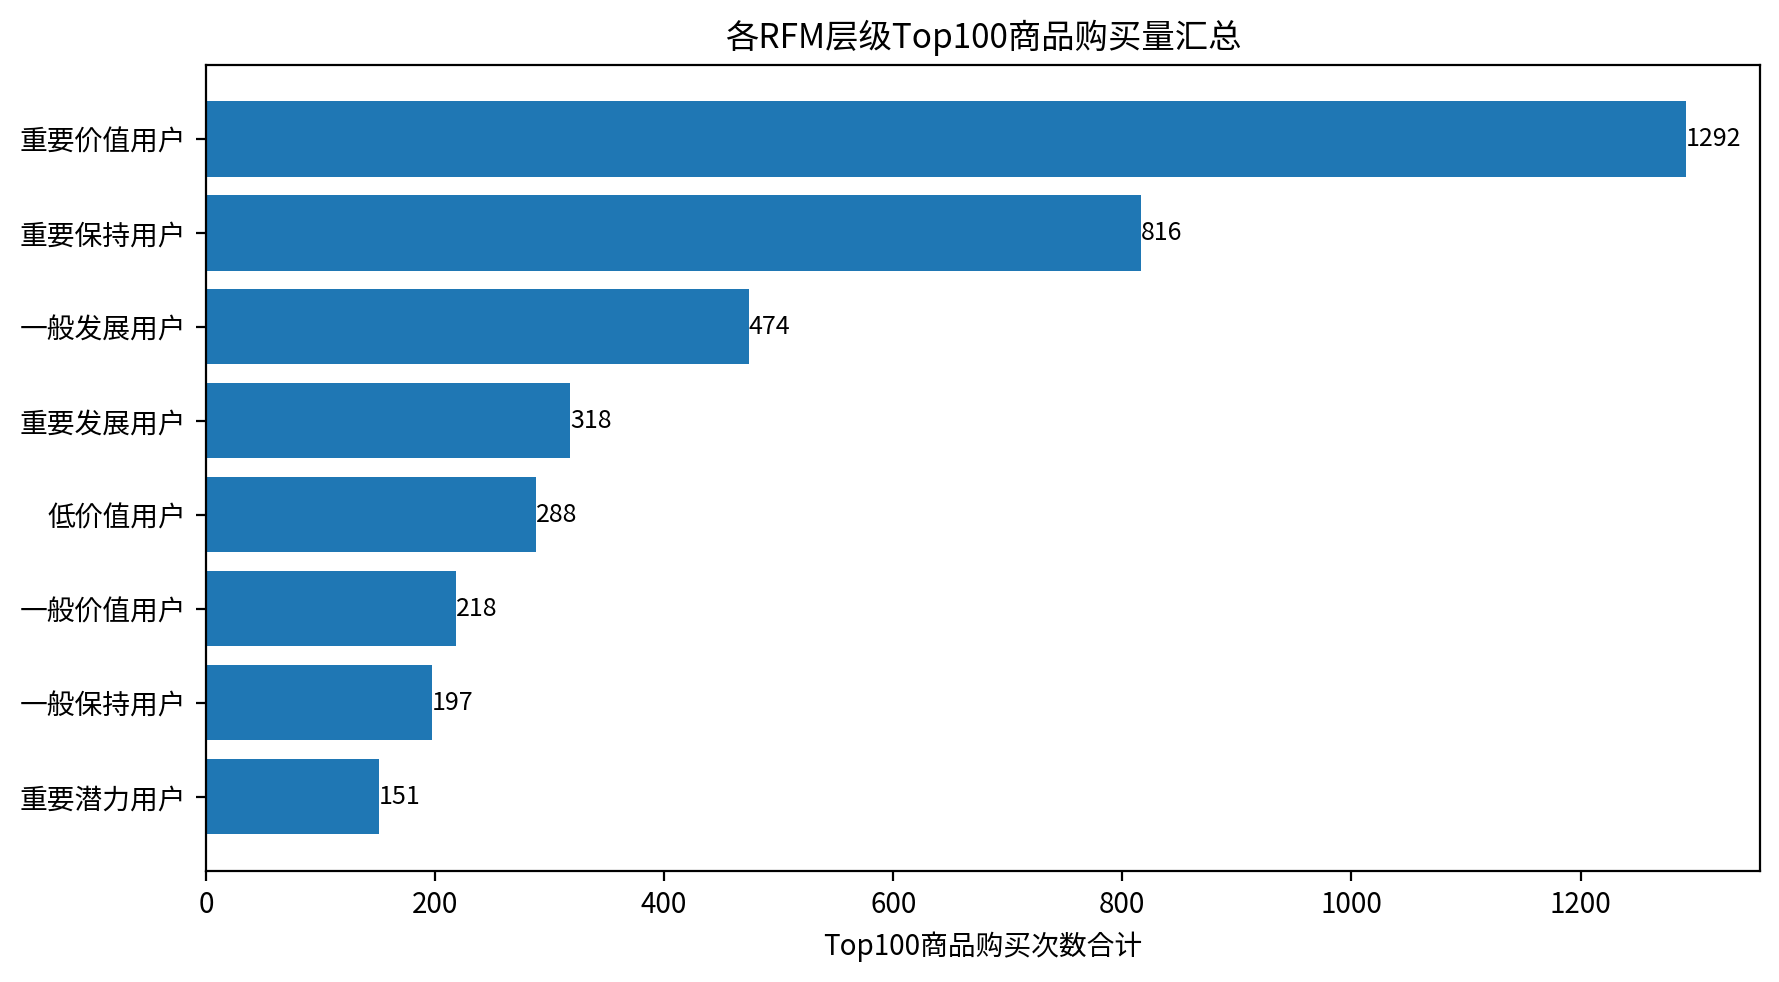 各RFM层级Top100商品购买量汇总
重要价值用户 1292
重要保持用户 816
一般发展用户 474
重要发展用户 318
低价值用户 288
一般价值用户 218
一般保持用户 197
重要潜力用户 151
0 200 400 600 800 1000 1200
Top100商品购买次数合计